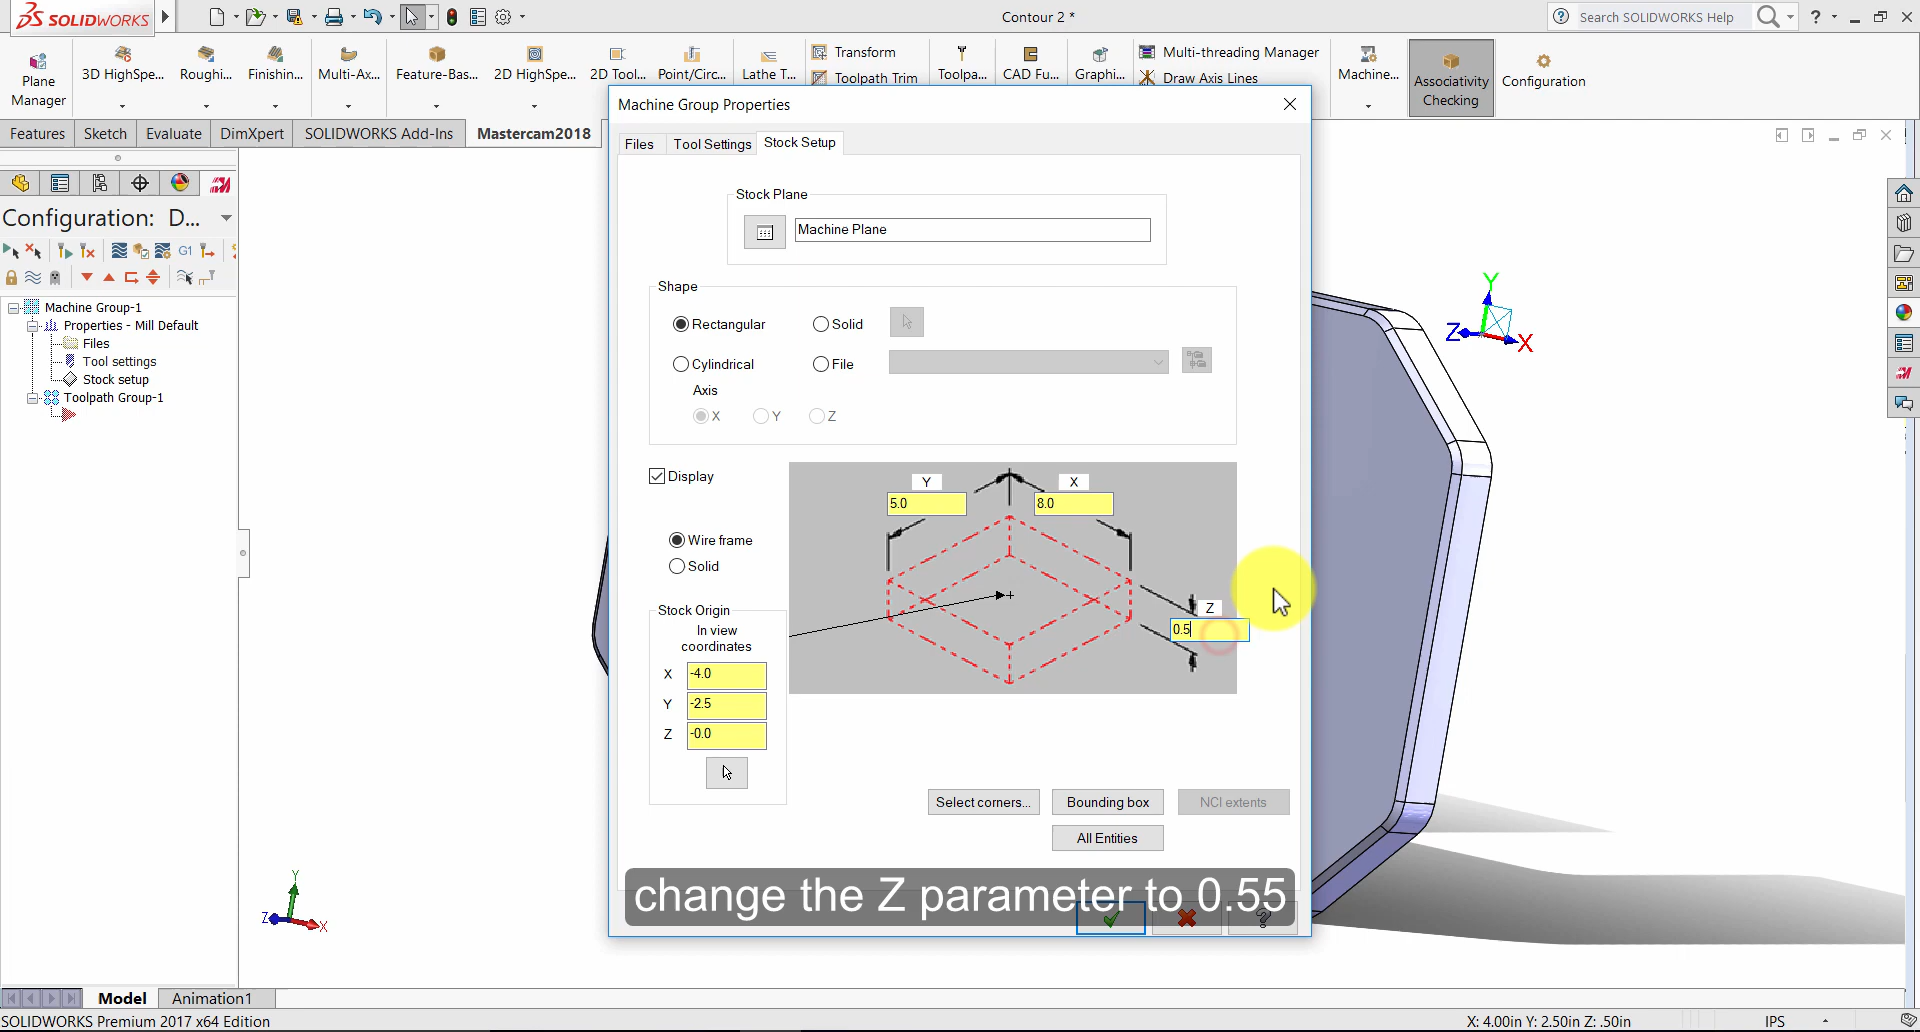 SOLIDWORKS
Contour 2 *
Search SOLIDWORKS Help
Plane Manager
3D HighSpe...
Roughi...
Finishin...
Multi-Ax...
Feature-Bas...
2D HighSpe...
2D Tool...
Point/Circ...
Lathe T...
Transform
Toolpath Trim
Toolpa...
CAD Fu...
Graphi...
Multi-threading Manager
Draw Axis Lines
Machine...
Associativity Checking
Configuration
Features
Sketch
Evaluate
DimXpert
SOLIDWORKS Add-Ins
Mastercam2018
Configuration: D...
G1
Machine Group-1
Properties - Mill Default
Files
Tool settings
Stock setup
Toolpath Group-1
Machine Group Properties
Files
Tool Settings
Stock Setup
Stock Plane
Machine Plane
Shape
Rectangular
Solid
Cylindrical
File
Axis
X
Y
Z
Display
Y
X
5.0
8.0
Wire frame
Solid
Z
0.5
Stock Origin
In view
coordinates
X
-4.0
Y
-2.5
Z
-0.0
Select corners...
Bounding box
NCI extents
All Entities
change the Z parameter to 0.55
?
Y
Z
X
Y
Z
X
Model
Animation1
SOLIDWORKS Premium 2017 x64 Edition
X: 4.00in Y: 2.50in Z: .50in
IPS